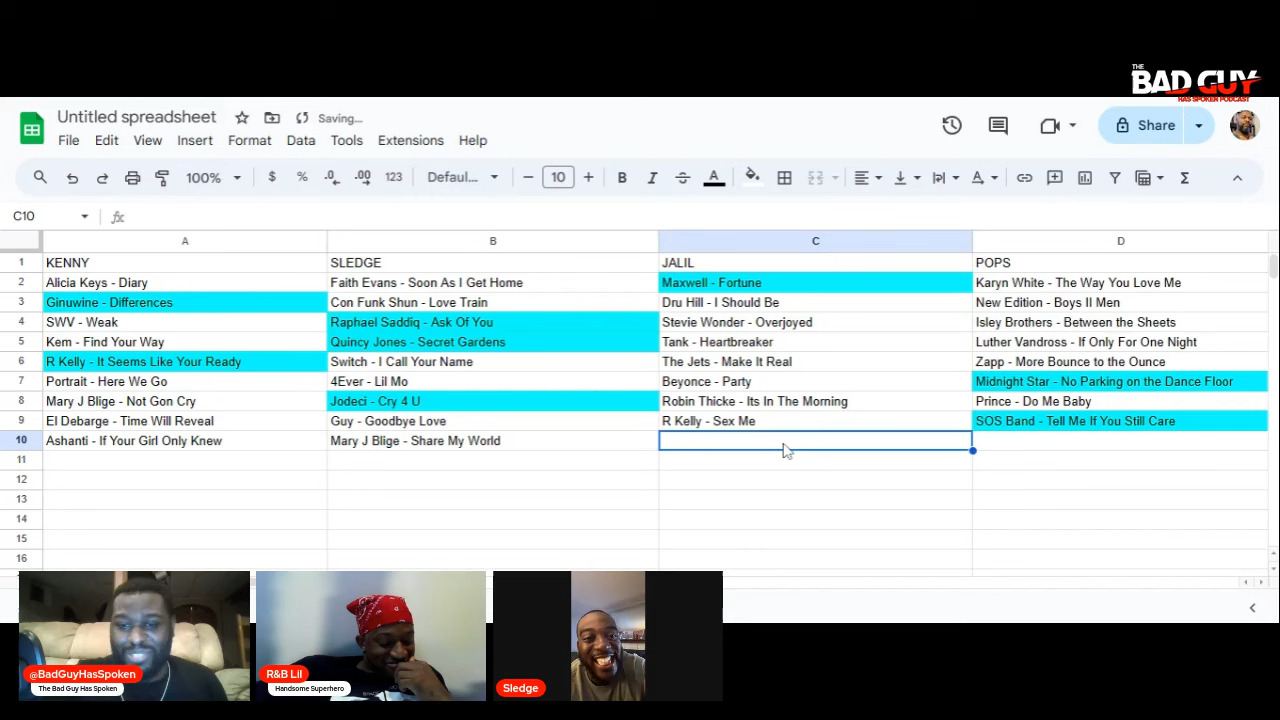 THE
BAD GUY
HAS SPOKEN PODCAST
Untitled spreadsheet
Saving...
File Edit View Insert Format Data Tools Extensions Help
Share
100% $ % .0 .00 123 Defaul... 10 B I A
C10 fx
A B C D
1 KENNY SLEDGE JALIL POPS
2 Alicia Keys - Diary Faith Evans - Soon As I Get Home Maxwell - Fortune Karyn White - The Way You Love Me
3 Ginuwine - Differences Con Funk Shun - Love Train Dru Hill - I Should Be New Edition - Boys II Men
4 SWV - Weak Raphael Saddiq - Ask Of You Stevie Wonder - Overjoyed Isley Brothers - Between the Sheets
5 Kem - Find Your Way Quincy Jones - Secret Gardens Tank - Heartbreaker Luther Vandross - If Only For One Night
6 R Kelly - It Seems Like Your Ready Switch - I Call Your Name The Jets - Make It Real Zapp - More Bounce to the Ounce
7 Portrait - Here We Go 4Ever - Lil Mo Beyonce - Party Midnight Star - No Parking on the Dance Floor
8 Mary J Blige - Not Gon Cry Jodeci - Cry 4 U Robin Thicke - Its In The Morning Prince - Do Me Baby
9 El Debarge - Time Will Reveal Guy - Goodbye Love R Kelly - Sex Me SOS Band - Tell Me If You Still Care
10 Ashanti - If Your Girl Only Knew Mary J Blige - Share My World
11
12
13
14
15
16
@BadGuyHasSpoken
The Bad Guy Has Spoken
R&B Lil
Handsome Superhero
Sledge